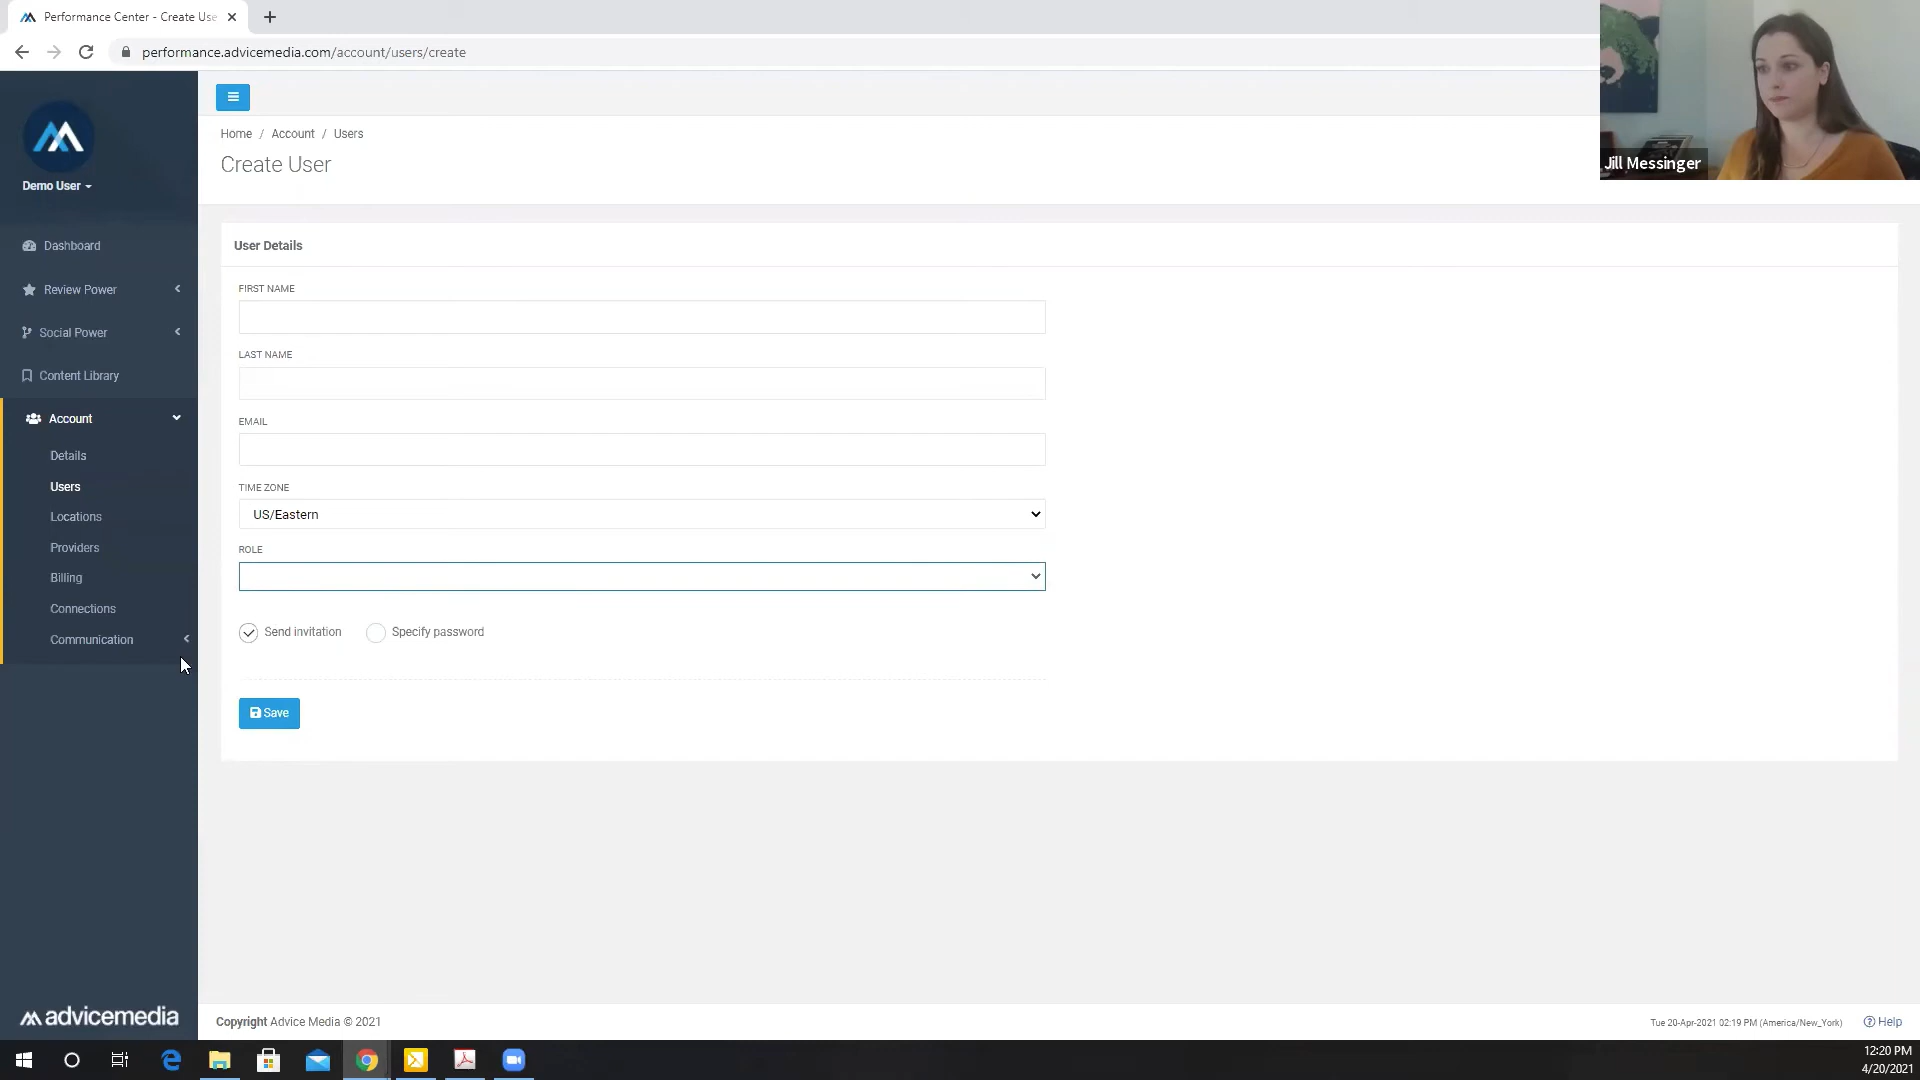 Performance Center - Create Use
performance.advicemedia.com/account/users/create
Jill Messinger
Demo User
Dashboard
Review Power
Social Power
Content Library
Account
Details
Users
Locations
Providers
Billing
Connections
Communication
advicemedia
Home / Account / Users
Create User
User Details
FIRST NAME
LAST NAME
EMAIL
TIME ZONE
US/Eastern
ROLE
Send invitation Specify password
Save
Copyright Advice Media © 2021
Tue 20-Apr-2021 02:19 PM (America/New_York) Help
12:20 PM
4/20/2021